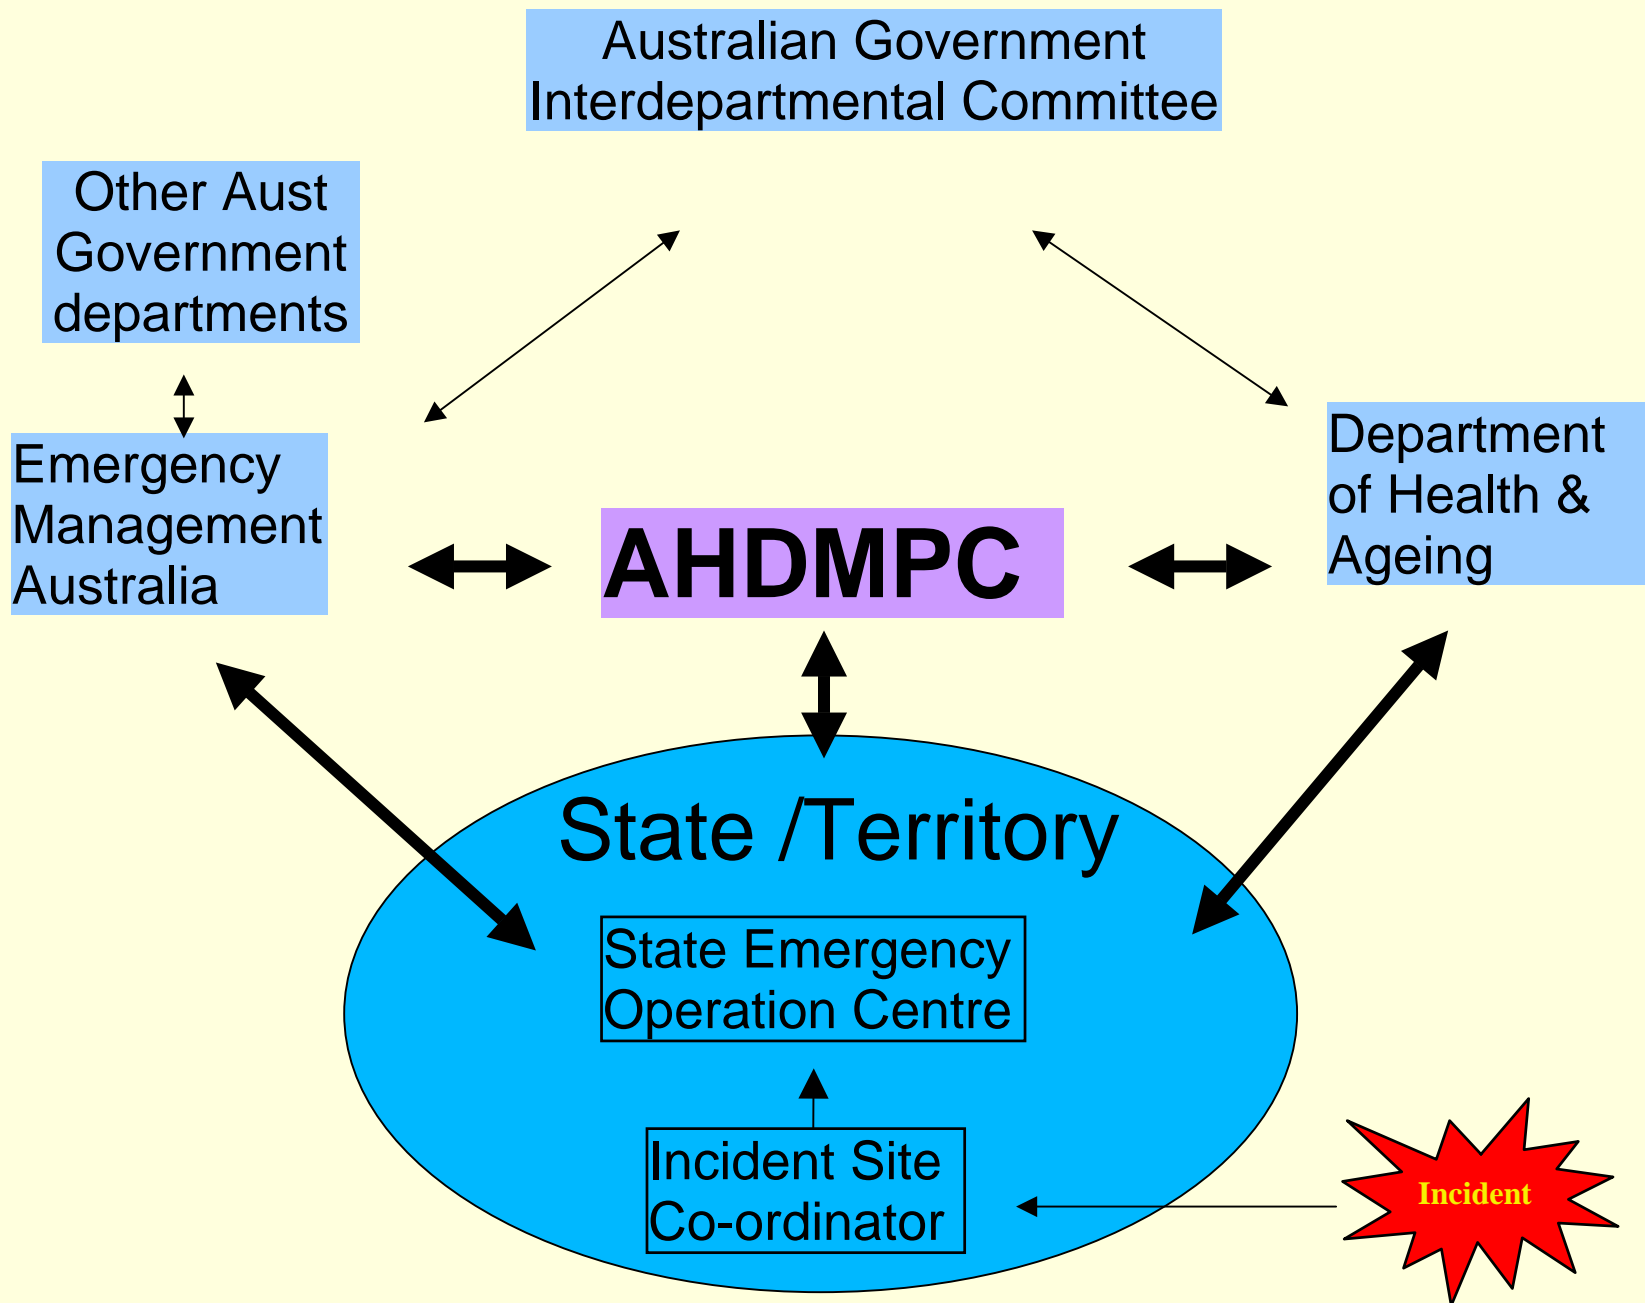 Australian Government
Interdepartmental Committee
Other Aust
Government
departments
Emergency
Management
Australia
AHDMPC
Department
of Health &
Ageing
State /Territory
State Emergency
Operation Centre
Incident Site
Co-ordinator
Incident